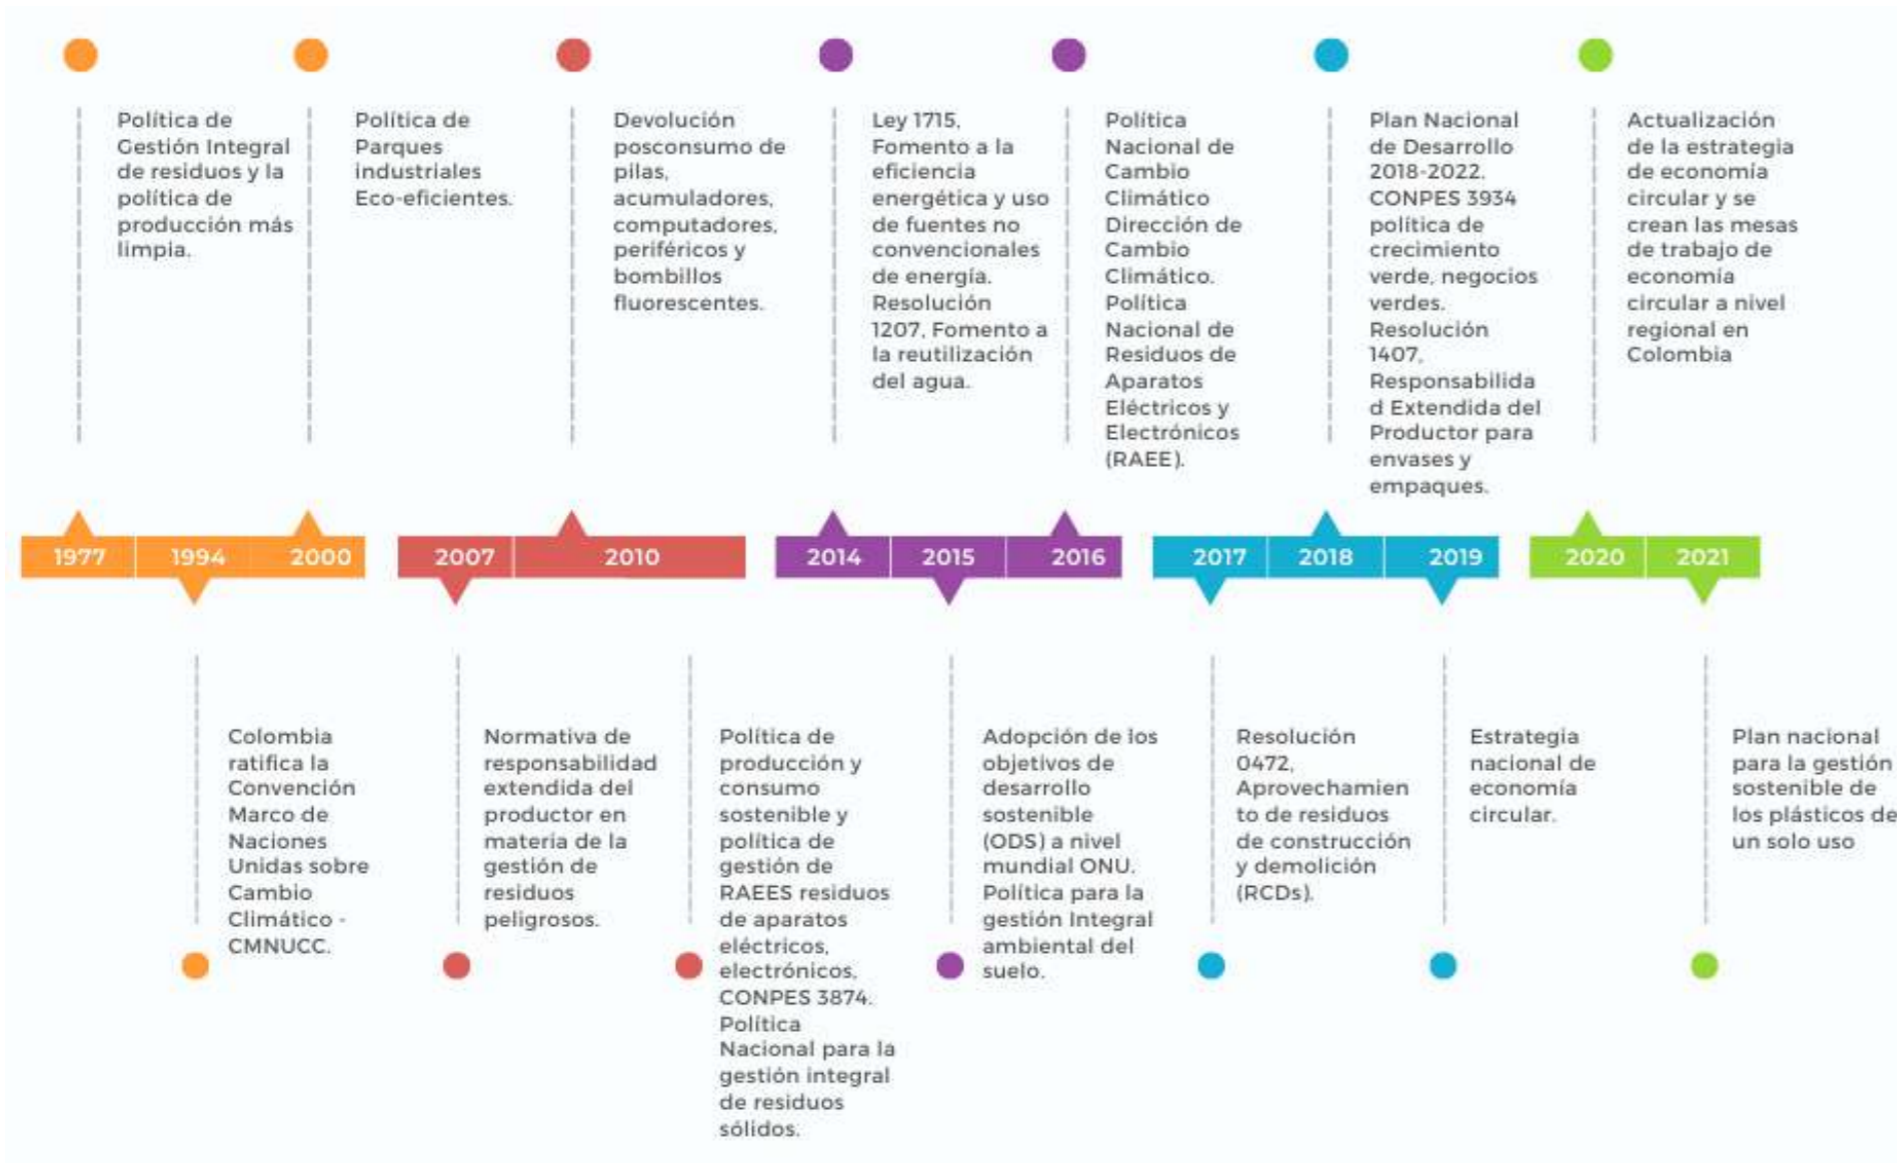 Política de
Gestión Integral
de residuos y la
política de
producción más
limpia.
Política de
Parques
industriales
Eco-eficientes.
Devolución
posconsumo de
pilas,
acumuladores,
computadores,
periféricos y
bombillos
fluorescentes.
Ley 1715,
Fomento a la
eficiencia
energética y uso
de fuentes no
convencionales
de energía.
Resolución
1207, Fomento a
la reutilización
del agua.
Política
Nacional de
Cambio
Climático
Dirección de
Cambio
Climático.
Política
Nacional de
Residuos de
Aparatos
Eléctricos y
Electrónicos
(RAEE).
Plan Nacional
de Desarrollo
2018-2022.
CONPES 3934
política de
crecimiento
verde, negocios
verdes.
Resolución
1407,
Responsabilida
d Extendida del
Productor para
envases y
empaques.
Actualización
de la estrategia
de economía
circular y se
crean las mesas
de trabajo de
economía
circular a nivel
regional en
Colombia
1977 1994 2000 2007 2010 2014 2015 2016 2017 2018 2019 2020 2021
Colombia
ratifica la
Convención
Marco de
Naciones
Unidas sobre
Cambio
Climático -
CMNUCC.
Normativa de
responsabilidad
extendida del
productor en
materia de la
gestión de
residuos
peligrosos.
Política de
producción y
consumo
sostenible y
política de
gestión de
RAEES residuos
de aparatos
eléctricos,
electrónicos,
CONPES 3874.
Política
Nacional para la
gestión integral
de residuos
sólidos.
Adopción de los
objetivos de
desarrollo
sostenible
(ODS) a nivel
mundial ONU.
Política para la
gestión Integral
ambiental del
suelo.
Resolución
0472,
Aprovechamien
to de residuos
de construcción
y demolición
(RCDs).
Estrategia
nacional de
economía
circular.
Plan nacional
para la gestión
sostenible de
los plásticos de
un solo uso